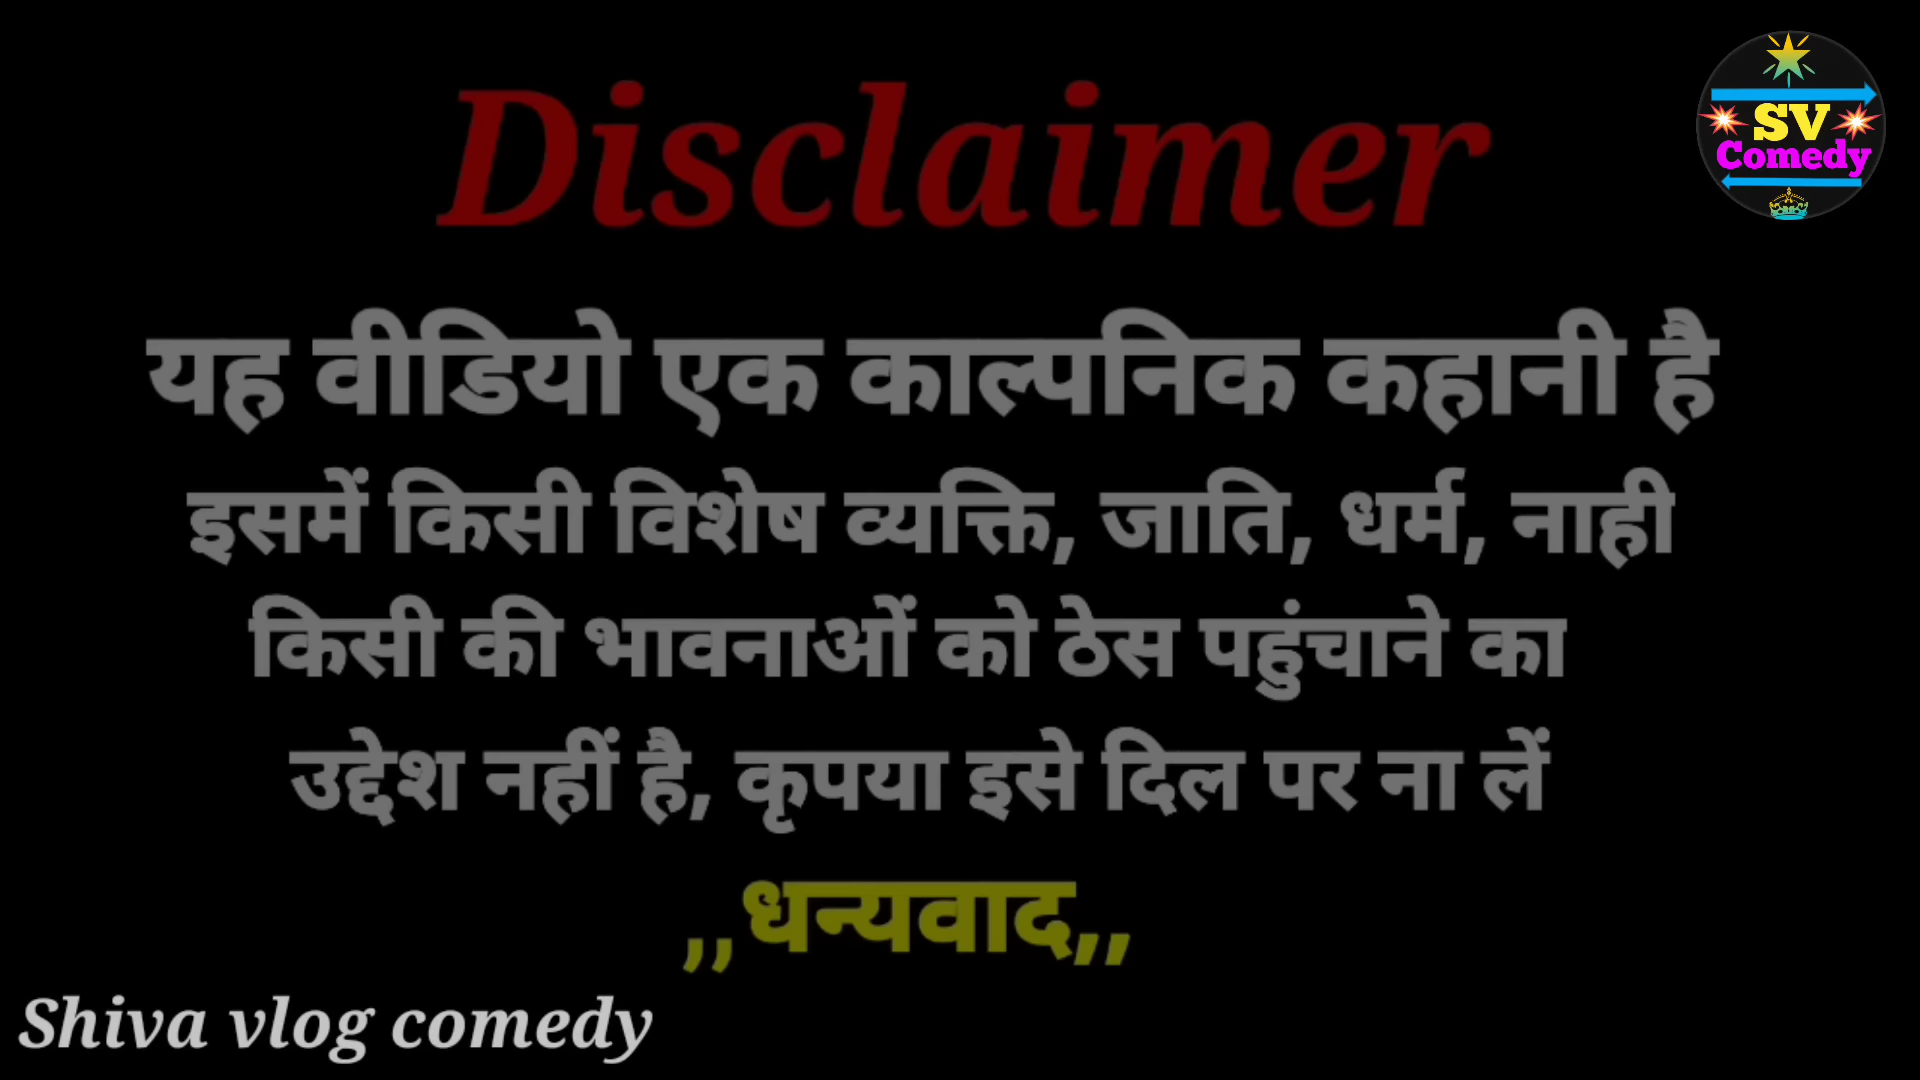 Disclaimer
SV
Comedy
यह वीडियो एक काल्पनिक कहानी है
इसमें किसी विशेष व्यक्ति, जाति, धर्म, नाही
किसी की भावनाओं को ठेस पहुंचाने का
उद्देश नहीं है, कृपया इसे दिल पर ना लें
,,धन्यवाद,,
Shiva vlog comedy